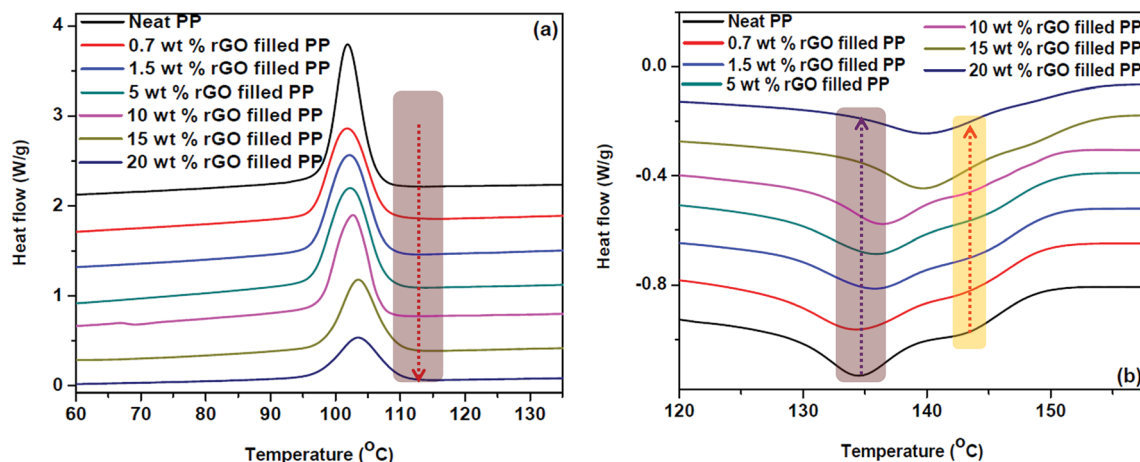 (a)
Neat PP
0.7 wt % rGO filled PP
1.5 wt % rGO filled PP
5 wt % rGO filled PP
10 wt % rGO filled PP
15 wt % rGO filled PP
20 wt % rGO filled PP
4
3
2
1
0
Heat flow (W/g)
60 70 80 90 100 110 120 130
Temperature (°C)
Neat PP
0.7 wt % rGO filled PP
1.5 wt % rGO filled PP
5 wt % rGO filled PP
10 wt % rGO filled PP
15 wt % rGO filled PP
20 wt % rGO filled PP
0.0
-0.4
-0.8
Heat flow (W/g)
(b)
120 130 140 150
Temperature (°C)